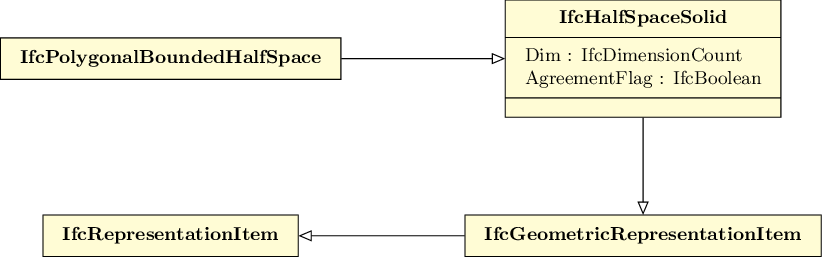 IfcPolygonalBoundedHalfSpace
IfcHalfSpaceSolid
Dim : IfcDimensionCount
AgreementFlag : IfcBoolean
IfcRepresentationItem
IfcGeometricRepresentationItem